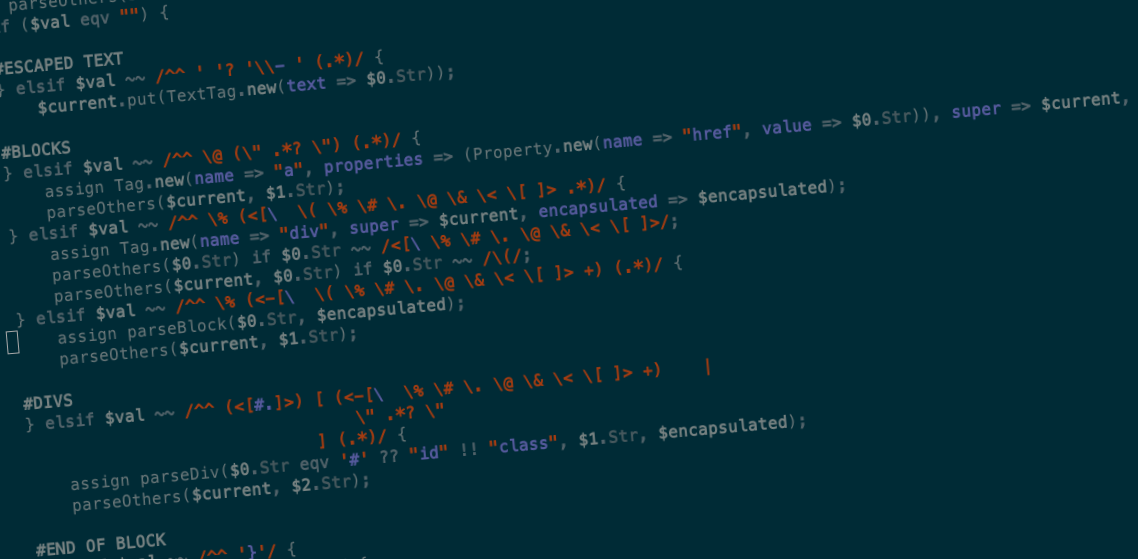 parseOthers(
if ($val eqv "") {
#ESCAPED TEXT
} elsif $val ~~ /^^ ' '? '\\- ' (.*)/ {
$current.put(TextTag.new(text => $0.Str));
#BLOCKS
} elsif $val ~~ /^^ \@ (\" .*? \") (.*)/ {
assign Tag.new(name => "a", properties => (Property.new(name => "href", value => $0.Str)), super => $current,
parseOthers($current, $1.Str);
} elsif $val ~~ /^^ \% (<[\  \( \% \# \. \@ \& \< \[ ]> .*)/ {
assign Tag.new(name => "div", super => $current, encapsulated => $encapsulated);
parseOthers($0.Str) if $0.Str ~~ /<[\ \% \# \. \@ \& \< \[ ]>/;
parseOthers($current, $0.Str) if $0.Str ~~ /\(/;
} elsif $val ~~ /^^ \% (<-[\  \( \% \# \. \@ \& \< \[ ]> +) (.*)/ {
assign parseBlock($0.Str, $encapsulated);
parseOthers($current, $1.Str);
#DIVS
} elsif $val ~~ /^^ (<[#.]>) [ (<-[\  \% \# \. \@ \& \< \[ ]> +) |
\" .*? \"
] (.*)/ {
assign parseDiv($0.Str eqv '#' ?? "id" !! "class", $1.Str, $encapsulated);
parseOthers($current, $2.Str);
#END OF BLOCK
/^^ '}'/ {